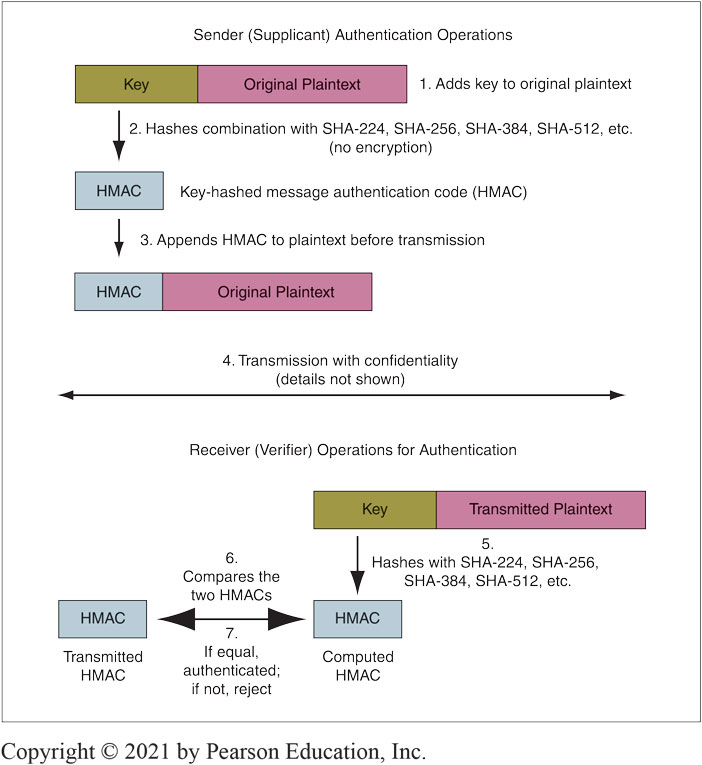 Sender (Supplicant) Authentication Operations
Key
Original Plaintext
1. Adds key to original plaintext
2. Hashes combination with SHA-224, SHA-256, SHA-384, SHA-512, etc.
(no encryption)
HMAC
Key-hashed message authentication code (HMAC)
3. Appends HMAC to plaintext before transmission
HMAC
Original Plaintext
4. Transmission with confidentiality
(details not shown)
Receiver (Verifier) Operations for Authentication
Key
Transmitted Plaintext
5.
Hashes with SHA-224, SHA-256,
SHA-384, SHA-512, etc.
6.
Compares the
two HMACs
HMAC
Transmitted
HMAC
7.
If equal,
authenticated;
if not, reject
HMAC
Computed
HMAC
Copyright © 2021 by Pearson Education, Inc.